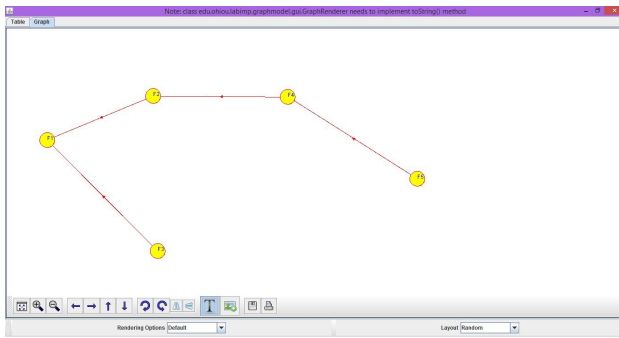 Note: class edu.ohiou.labimp.graphmodel.gui.GraphRenderer needs to implement toString() method
Table Graph
F2 F4
F1
F5
F3
T
Rendering Options Default Layout Random